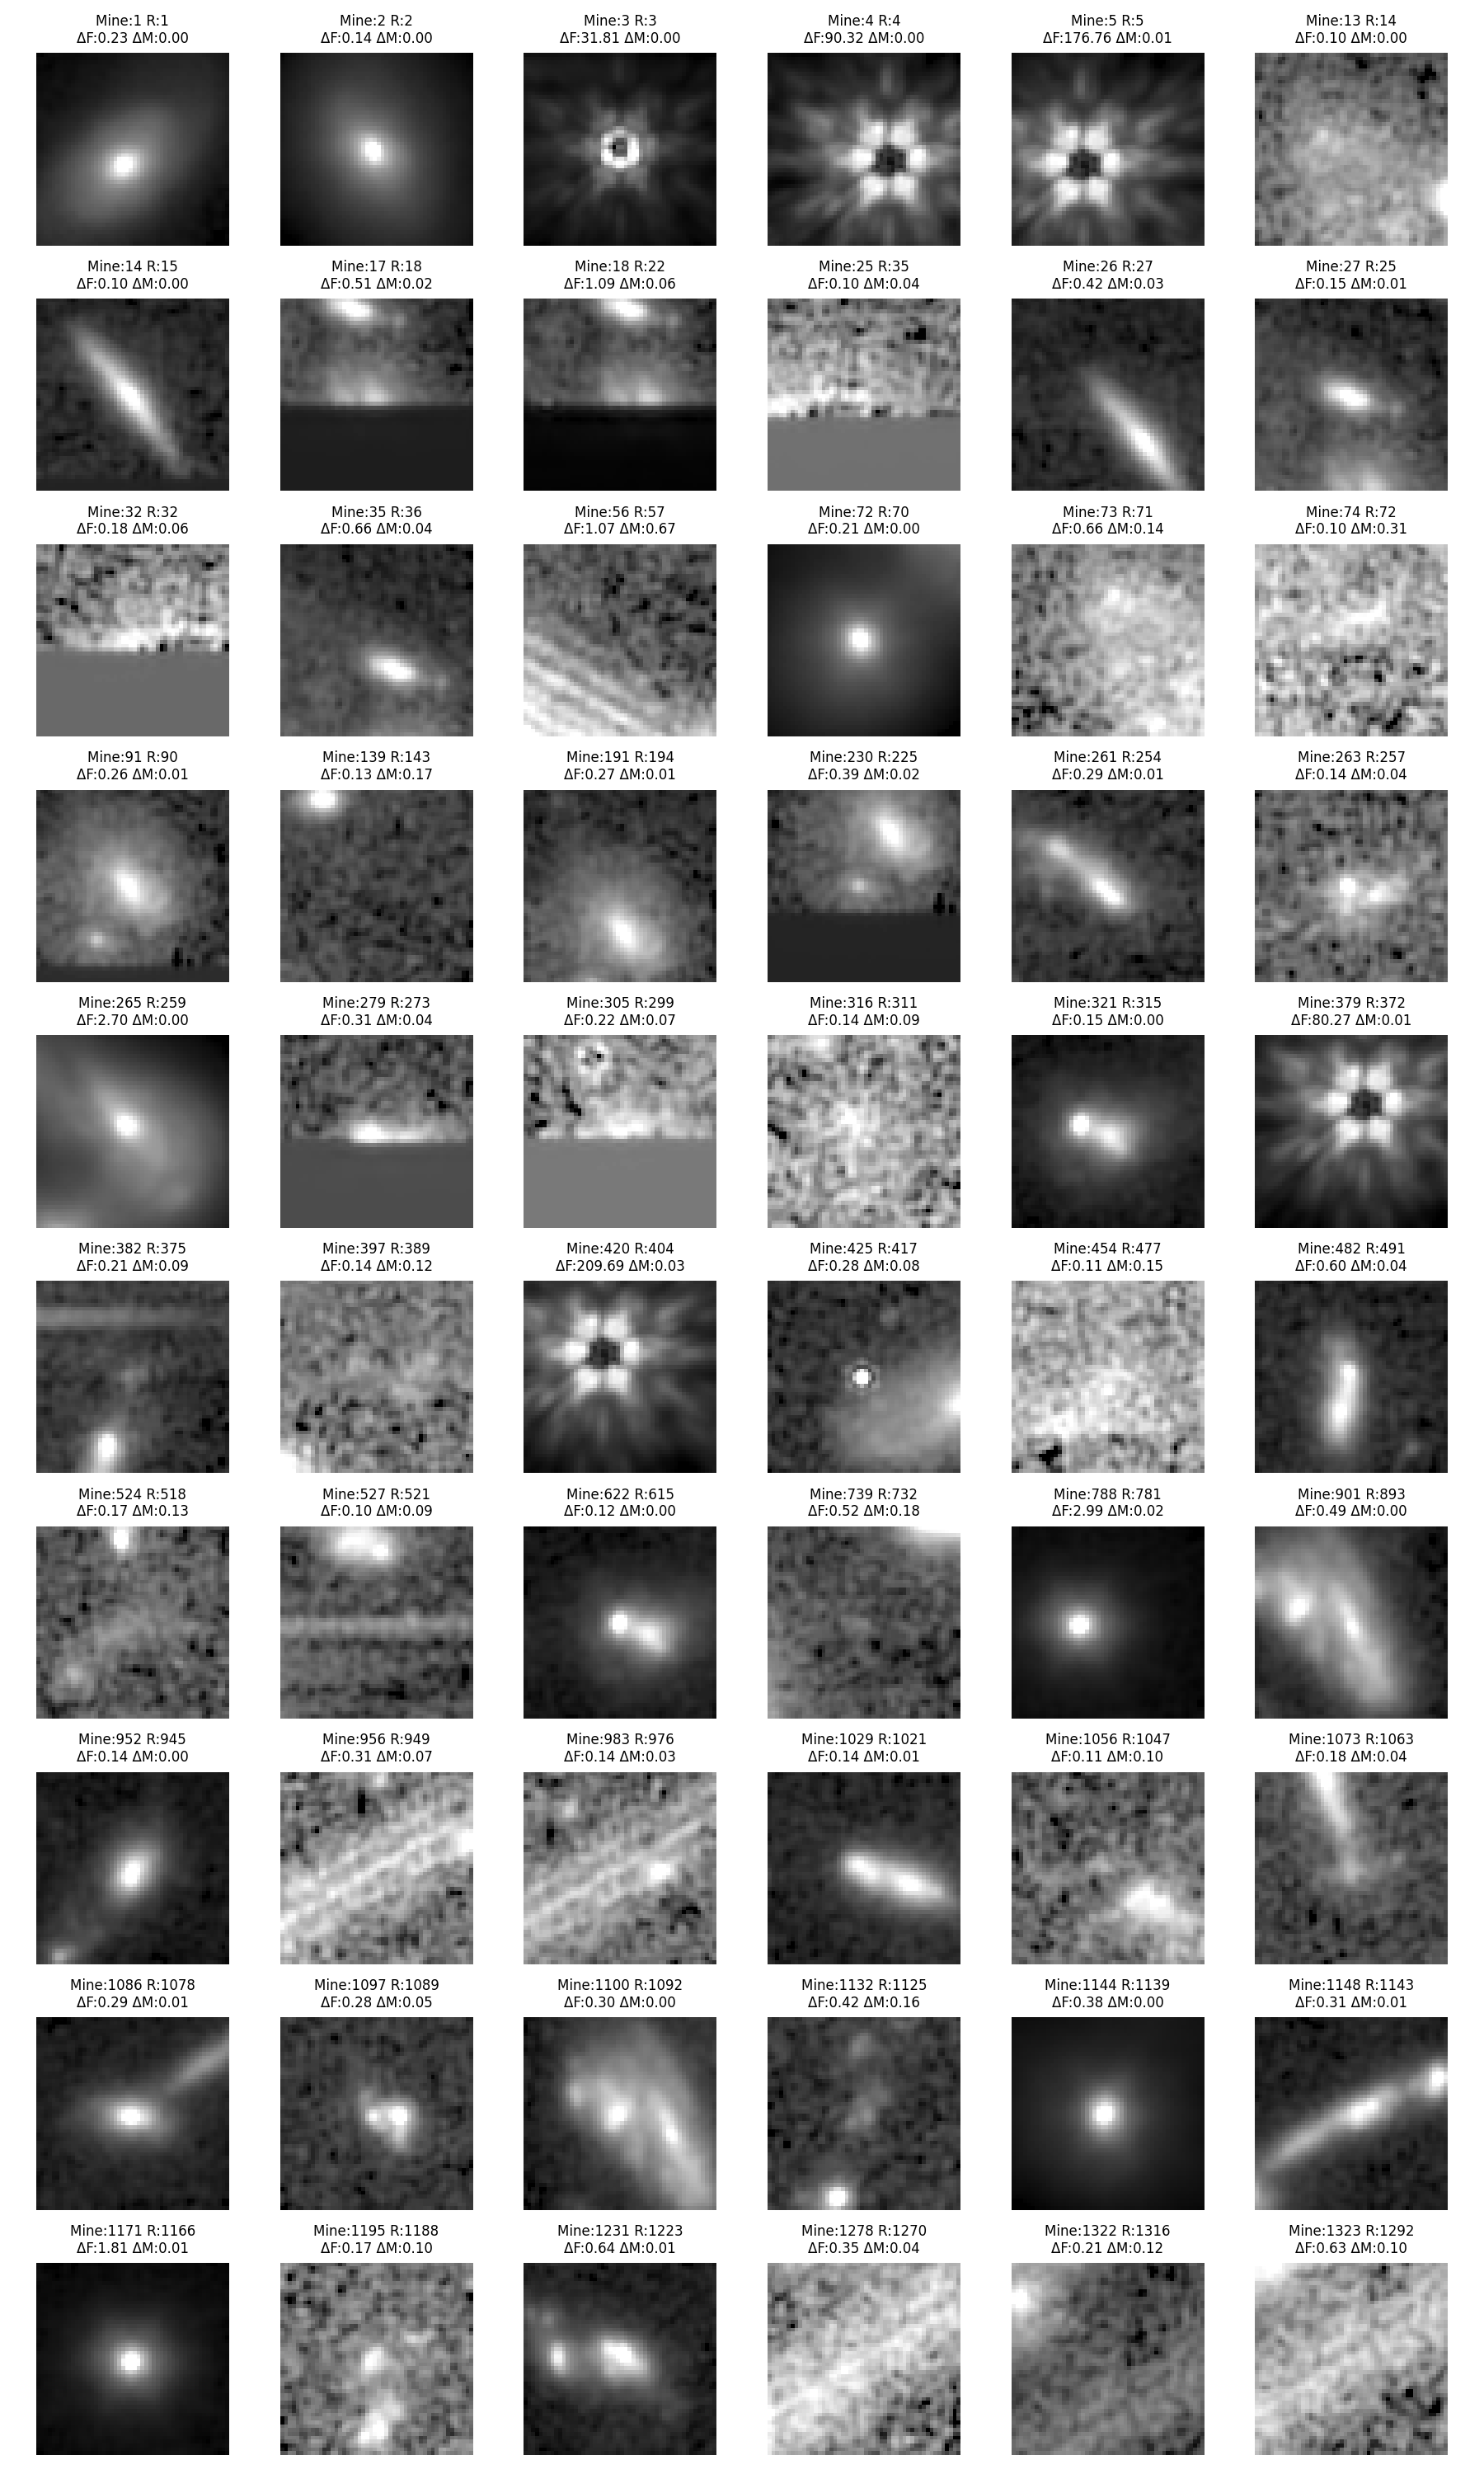 Mine:1 R:1
ΔF:0.23 ΔM:0.00
Mine:2 R:2
ΔF:0.14 ΔM:0.00
Mine:3 R:3
ΔF:31.81 ΔM:0.00
Mine:4 R:4
ΔF:90.32 ΔM:0.00
Mine:5 R:5
ΔF:176.76 ΔM:0.01
Mine:13 R:14
ΔF:0.10 ΔM:0.00
Mine:14 R:15
ΔF:0.10 ΔM:0.00
Mine:17 R:18
ΔF:0.51 ΔM:0.02
Mine:18 R:22
ΔF:1.09 ΔM:0.06
Mine:25 R:35
ΔF:0.10 ΔM:0.04
Mine:26 R:27
ΔF:0.42 ΔM:0.03
Mine:27 R:25
ΔF:0.15 ΔM:0.01
Mine:32 R:32
ΔF:0.18 ΔM:0.06
Mine:35 R:36
ΔF:0.66 ΔM:0.04
Mine:56 R:57
ΔF:1.07 ΔM:0.67
Mine:72 R:70
ΔF:0.21 ΔM:0.00
Mine:73 R:71
ΔF:0.66 ΔM:0.14
Mine:74 R:72
ΔF:0.10 ΔM:0.31
Mine:91 R:90
ΔF:0.26 ΔM:0.01
Mine:139 R:143
ΔF:0.13 ΔM:0.17
Mine:191 R:194
ΔF:0.27 ΔM:0.01
Mine:230 R:225
ΔF:0.39 ΔM:0.02
Mine:261 R:254
ΔF:0.29 ΔM:0.01
Mine:263 R:257
ΔF:0.14 ΔM:0.04
Mine:265 R:259
ΔF:2.70 ΔM:0.00
Mine:279 R:273
ΔF:0.31 ΔM:0.04
Mine:305 R:299
ΔF:0.22 ΔM:0.07
Mine:316 R:311
ΔF:0.14 ΔM:0.09
Mine:321 R:315
ΔF:0.15 ΔM:0.00
Mine:379 R:372
ΔF:80.27 ΔM:0.01
Mine:382 R:375
ΔF:0.21 ΔM:0.09
Mine:397 R:389
ΔF:0.14 ΔM:0.12
Mine:420 R:404
ΔF:209.69 ΔM:0.03
Mine:425 R:417
ΔF:0.28 ΔM:0.08
Mine:454 R:477
ΔF:0.11 ΔM:0.15
Mine:482 R:491
ΔF:0.60 ΔM:0.04
Mine:524 R:518
ΔF:0.17 ΔM:0.13
Mine:527 R:521
ΔF:0.10 ΔM:0.09
Mine:622 R:615
ΔF:0.12 ΔM:0.00
Mine:739 R:732
ΔF:0.52 ΔM:0.18
Mine:788 R:781
ΔF:2.99 ΔM:0.02
Mine:901 R:893
ΔF:0.49 ΔM:0.00
Mine:952 R:945
ΔF:0.14 ΔM:0.00
Mine:956 R:949
ΔF:0.31 ΔM:0.07
Mine:983 R:976
ΔF:0.14 ΔM:0.03
Mine:1029 R:1021
ΔF:0.14 ΔM:0.01
Mine:1056 R:1047
ΔF:0.11 ΔM:0.10
Mine:1073 R:1063
ΔF:0.18 ΔM:0.04
Mine:1086 R:1078
ΔF:0.29 ΔM:0.01
Mine:1097 R:1089
ΔF:0.28 ΔM:0.05
Mine:1100 R:1092
ΔF:0.30 ΔM:0.00
Mine:1132 R:1125
ΔF:0.42 ΔM:0.16
Mine:1144 R:1139
ΔF:0.38 ΔM:0.00
Mine:1148 R:1143
ΔF:0.31 ΔM:0.01
Mine:1171 R:1166
ΔF:1.81 ΔM:0.01
Mine:1195 R:1188
ΔF:0.17 ΔM:0.10
Mine:1231 R:1223
ΔF:0.64 ΔM:0.01
Mine:1278 R:1270
ΔF:0.35 ΔM:0.04
Mine:1322 R:1316
ΔF:0.21 ΔM:0.12
Mine:1323 R:1292
ΔF:0.63 ΔM:0.10